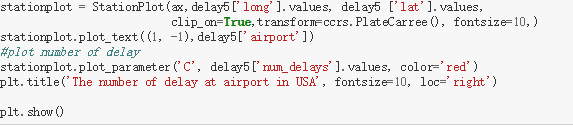 stationplot = StationPlot(ax,delay5['long'].values, delay5 ['lat'].values,
clip_on=True,transform=ccrs.PlateCarree(), fontsize=10,)
stationplot.plot_text((1, -1),delay5['airport'])
#plot number of delay
stationplot.plot_parameter('C', delay5['num_delays'].values, color='red')
plt.title('The number of delay at airport in USA', fontsize=10, loc='right')
plt.show()